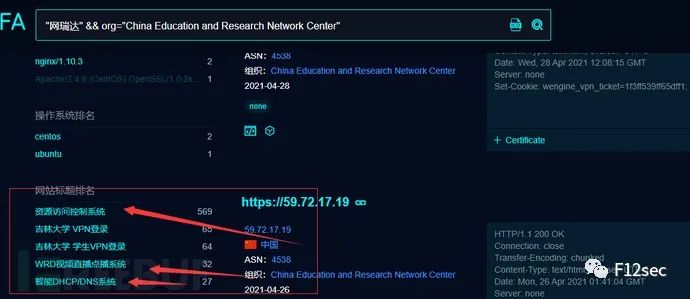 FA
"网瑞达" && org="China Education and Research Network Center"
nginx/1.10.3 2
Apache/2.4.6 (CentOS) OpenSSL/1.0.2k... 1
操作系统排名
centos 2
ubuntu 1
网站标题排名
资源访问控制系统 569
吉林大学 VPN登录 65
吉林大学 学生VPN登录 64
WRD视频直播点播系统 32
智能DHCP/DNS系统 27
ASN: 4538
组织: China Education and Research Network Center
2021-04-28
none
https://59.72.17.19
59.72.17.19
中国
ASN: 4538
组织: China Education and Research Network Center
2021-04-26
Date: Wed, 28 Apr 2021 12:08:15 GMT
Server: none
Set-Cookie: wengine_vpn_ticket=1f3ff539ff65dff1;
+ Certificate
HTTP/1.1 200 OK
Connection: close
Transfer-Encoding: chunked
Content-Type: text/html;
Date: Mon, 26 Apr 2021 01:41:04 GMT
Server: none
F12sec